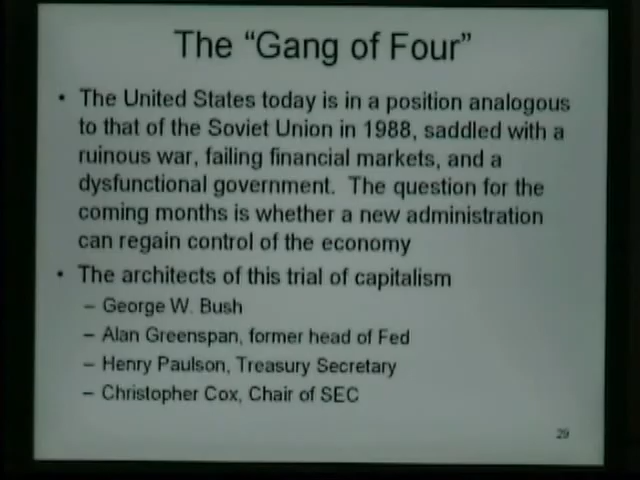 The “Gang of Four”
• The United States today is in a position analogous
to that of the Soviet Union in 1988, saddled with a
ruinous war, failing financial markets, and a
dysfunctional government.  The question for the
coming months is whether a new administration
can regain control of the economy
• The architects of this trial of capitalism
– George W. Bush
– Alan Greenspan, former head of Fed
– Henry Paulson, Treasury Secretary
– Christopher Cox, Chair of SEC
29